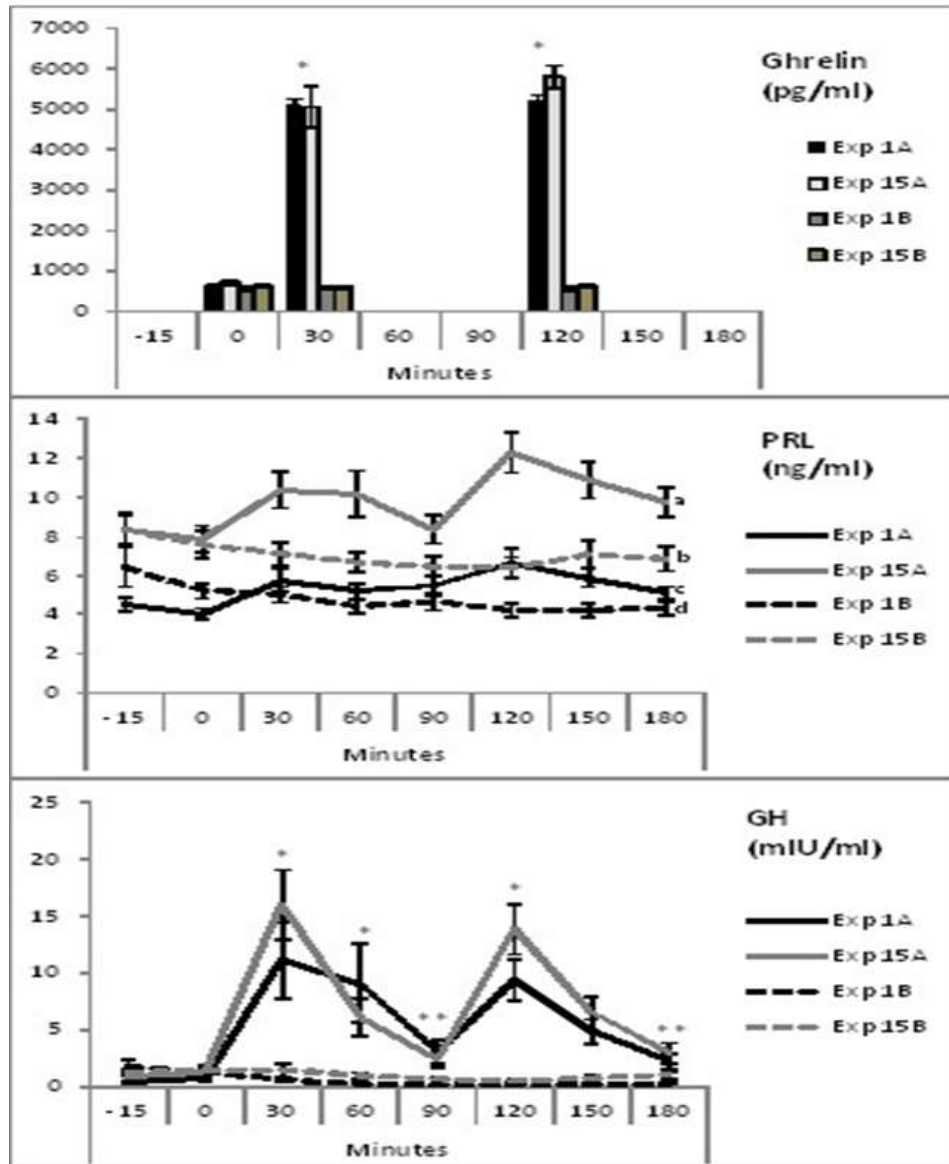 7000
6000
5000
4000
3000
2000
1000
0
*
*
Ghrelin
(pg/ml)
Exp 1A
Exp 15A
Exp 1B
Exp 15B
-15 0 30 60 90 120 150 180
Minutes
14
12
10
8
6
4
2
0
PRL
(ng/ml)
a
b
c
d
Exp 1A
Exp 15A
Exp 1B
Exp 15B
-15 0 30 60 90 120 150 180
Minutes
25
20
15
10
5
0
*
*
**
*
**
GH
(mIU/ml)
Exp 1A
Exp 15A
Exp 1B
Exp 15B
-15 0 30 60 90 120 150 180
Minutes